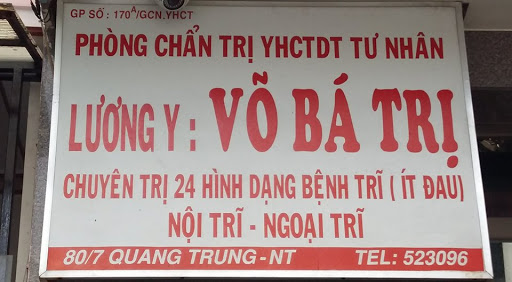 GP SỐ : 170A/GCN.YHCT
PHÒNG CHẨN TRỊ YHCTDT TƯ NHÂN
LƯƠNG Y : VÕ BÁ TRỊ
CHUYÊN TRỊ 24 HÌNH DẠNG BỆNH TRĨ ( ÍT ĐAU)
NỘI TRĨ - NGOẠI TRĨ
80/7 QUANG TRUNG - NT TEL: 523096